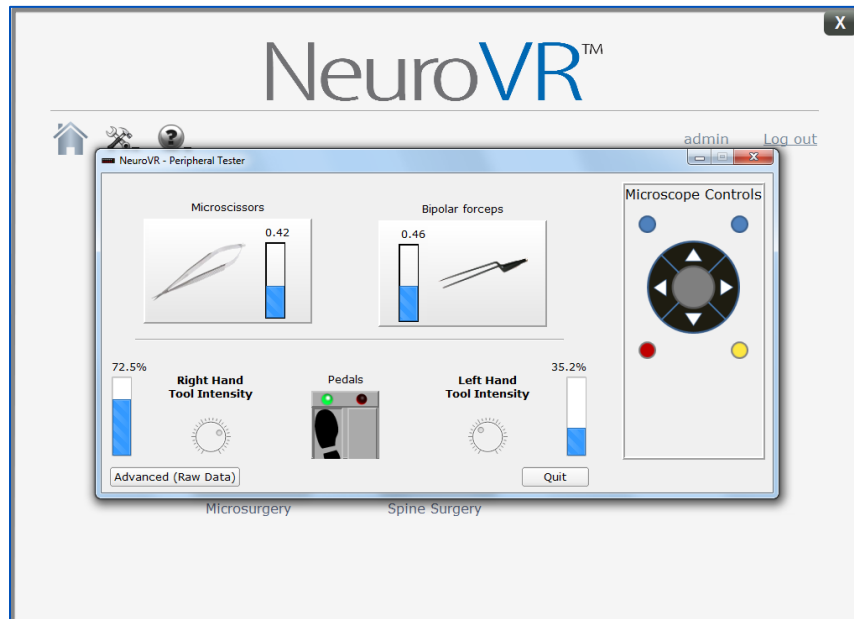 X
NeuroVR™
admin Log out
NeuroVR - Peripheral Tester
Microscissors
0.42
Bipolar forceps
0.46
Microscope Controls
72.5%
Right Hand
Tool Intensity
Pedals
Left Hand
Tool Intensity
35.2%
Advanced (Raw Data)
Quit
Microsurgery Spine Surgery